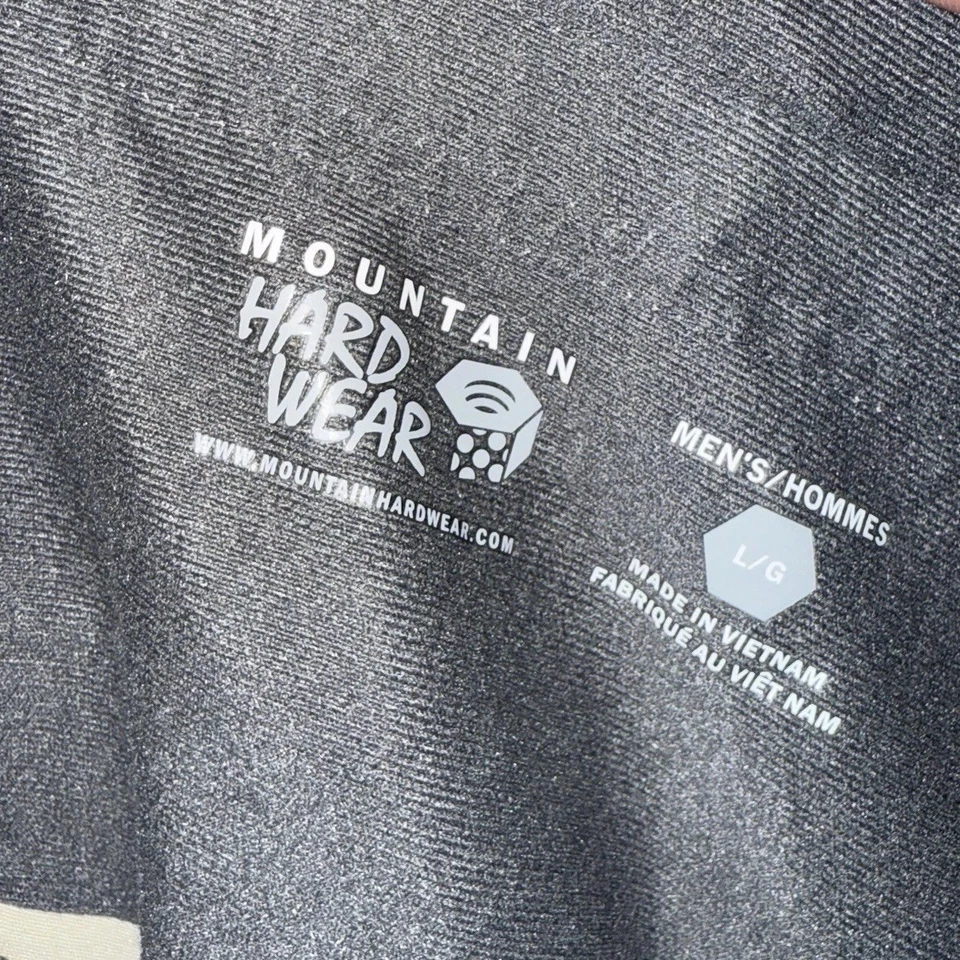 MOUNTAIN
HARD
WEAR
WWW.MOUNTAINHARDWEAR.COM
MEN'S/HOMMES
L/G
MADE IN VIETNAM
FABRIQUÉ AU VIÊT NAM